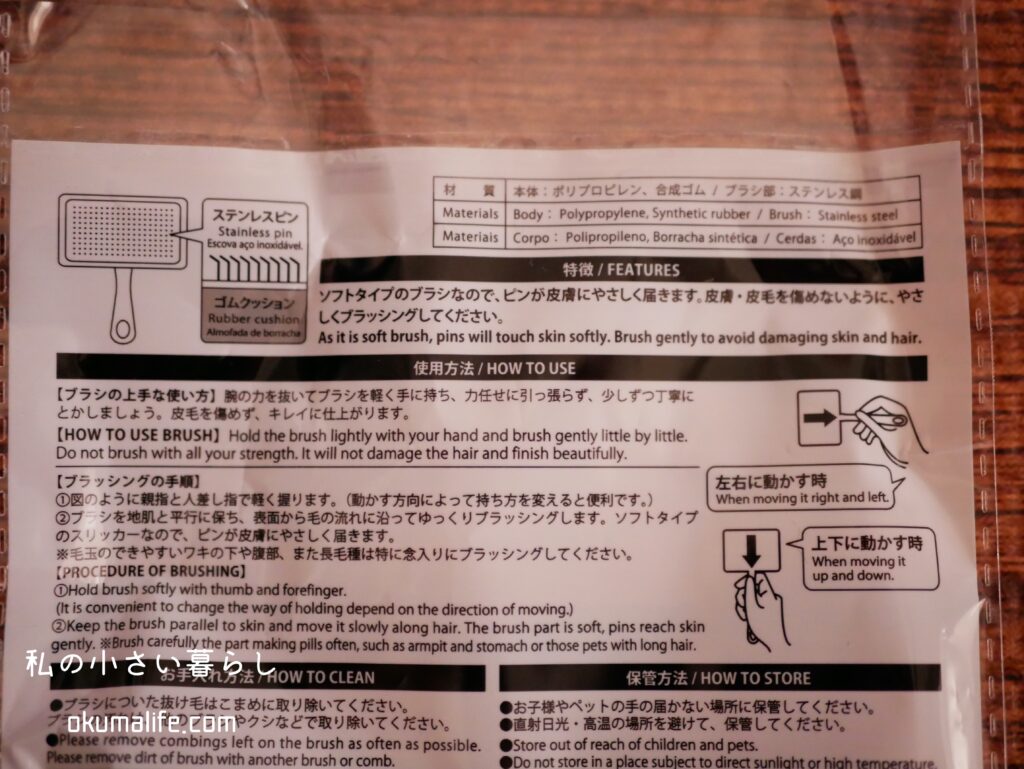 ステンレスピン
Stainless pin
Escova aço inoxidável.
ゴムクッション
Rubber cushion
Almofada de borracha
材 質 本体：ポリプロピレン、合成ゴム / ブラシ部：ステンレス鋼
Materials Body : Polypropylene, Synthetic rubber / Brush : Stainless steel
Materiais Corpo : Polipropileno, Borracha sintética / Cerdas : Aço inoxidável
特徴 / FEATURES
ソフトタイプのブラシなので、ピンが皮膚にやさしく届きます。皮膚・皮毛を傷めないように、やさ
しくブラッシングしてください。
As it is soft brush, pins will touch skin softly. Brush gently to avoid damaging skin and hair.
使用方法 / HOW TO USE
【ブラシの上手な使い方】腕の力を抜いてブラシを軽く手に持ち、力任せに引っ張らず、少しずつ丁寧に
とかしましょう。皮毛を傷めず、キレイに仕上がります。
【HOW TO USE BRUSH】Hold the brush lightly with your hand and brush gently little by little.
Do not brush with all your strength. It will not damage the hair and finish beautifully.
【ブラッシングの手順】
①図のように親指と人差し指で軽く握ります。（動かす方向によって持ち方を変えると便利です。）
②ブラシを地肌と平行に保ち、表面から毛の流れに沿ってゆっくりブラッシングします。ソフトタイプ
のスリッカーなので、ピンが皮膚にやさしく届きます。
※毛玉のできやすいワキの下や腹部、また長毛種は特に念入りにブラッシングしてください。
【PROCEDURE OF BRUSHING】
①Hold brush softly with thumb and forefinger.
(It is convenient to change the way of holding depend on the direction of moving.)
②Keep the brush parallel to skin and move it slowly along hair. The brush part is soft, pins reach skin
gently. ※Brush carefully the part making pills often, such as armpit and stomach or those pets with long hair.
左右に動かす時
When moving it right and left.
上下に動かす時
When moving it
up and down.
私の小さい暮らし
お手入れ方法 / HOW TO CLEAN
●ブラシについた抜け毛はこまめに取り除いてください。
やクシなどで取り除いてください。
okumalife.com
●Please remove combings left on the brush as often as possible.
Please remove dirt of brush with another brush or comb.
保管方法 / HOW TO STORE
●お子様やペットの手の届かない場所に保管してください。
●直射日光・高温の場所を避けて、保管してください。
●Store out of reach of children and pets.
●Do not store in a place subject to direct sunlight or high temperature.